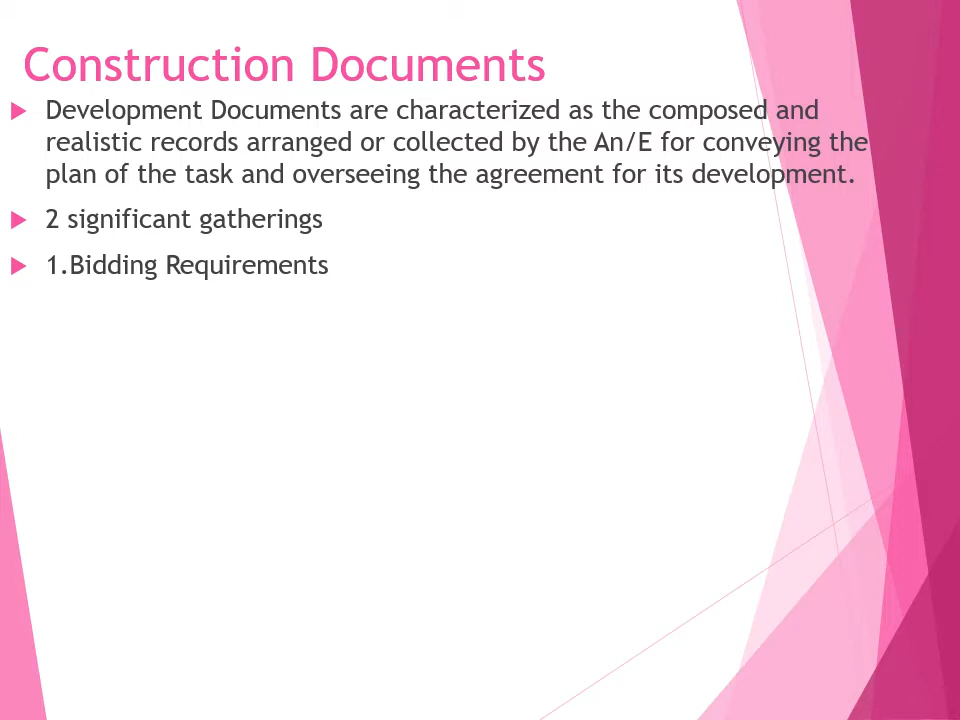 Construction Documents
Development Documents are characterized as the composed and
realistic records arranged or collected by the An/E for conveying the
plan of the task and overseeing the agreement for its development.
2 significant gatherings
1.Bidding Requirements